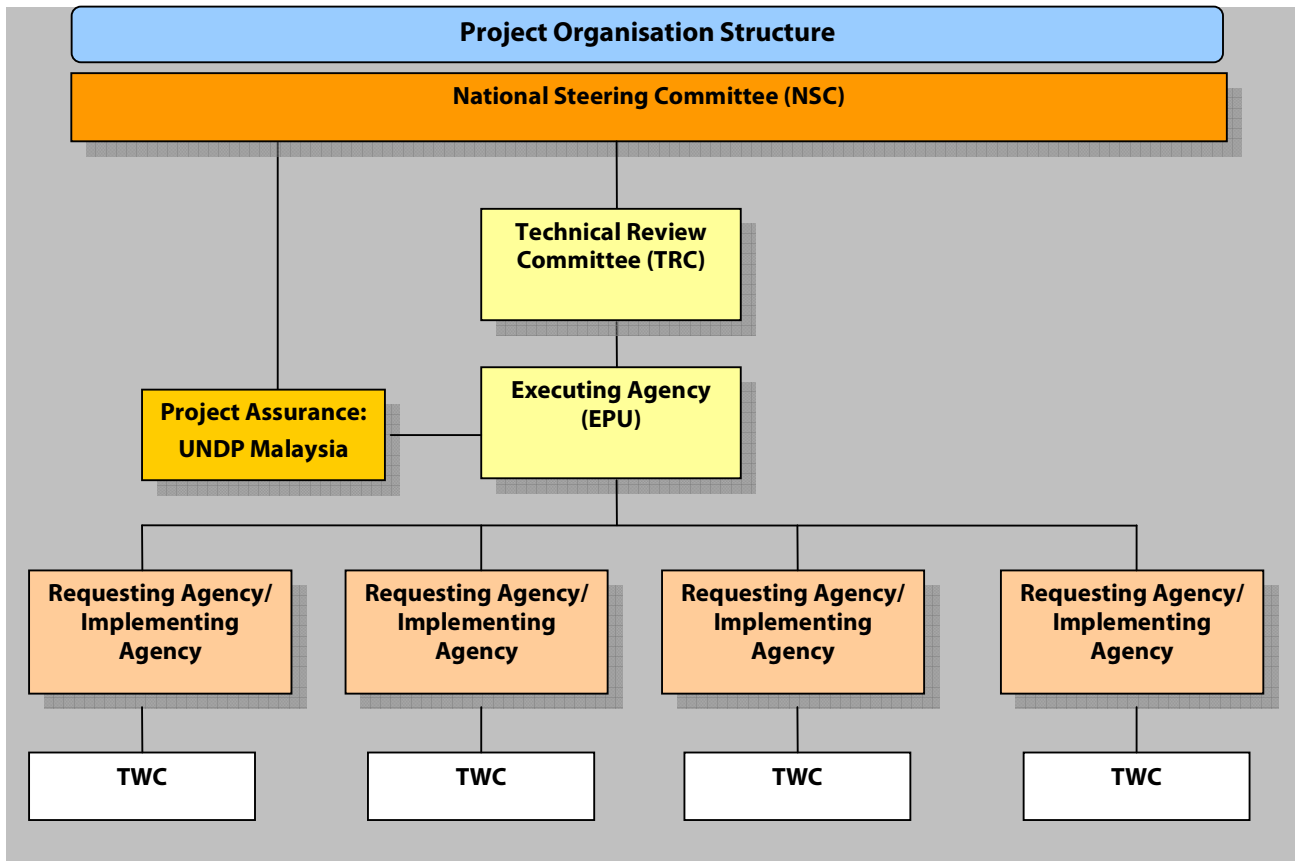 Project Organisation Structure
National Steering Committee (NSC)
Technical Review
Committee (TRC)
Executing Agency
(EPU)
Project Assurance:
UNDP Malaysia
Requesting Agency/
Implementing
Agency
Requesting Agency/
Implementing
Agency
Requesting Agency/
Implementing
Agency
Requesting Agency/
Implementing
Agency
TWC
TWC
TWC
TWC